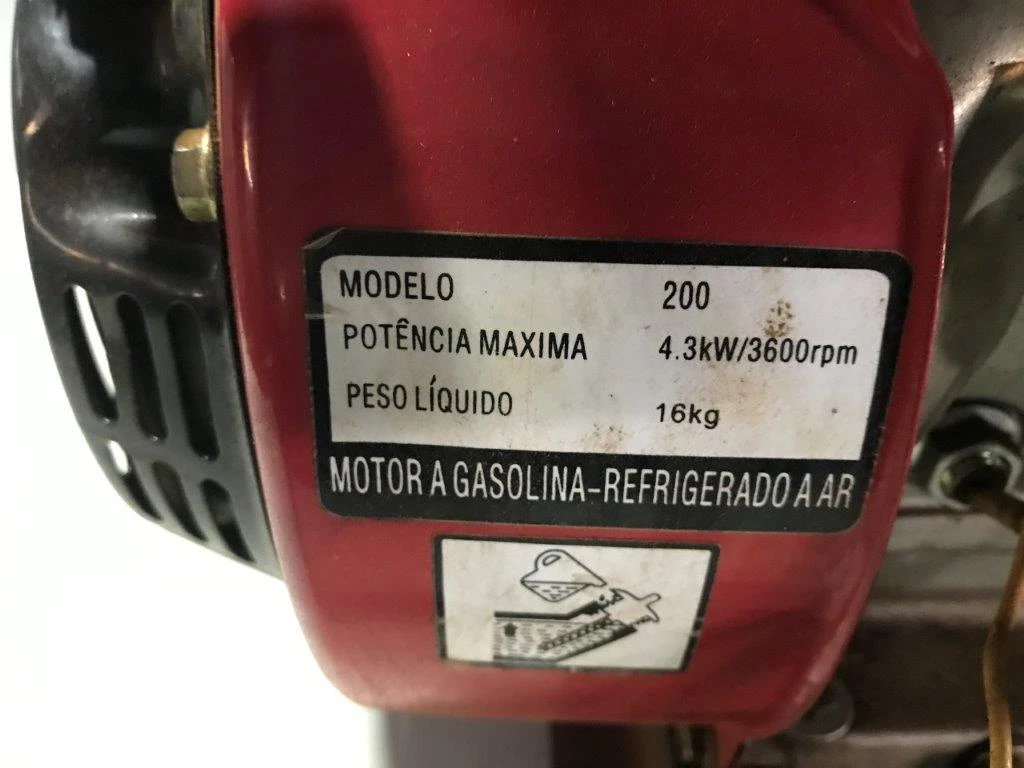 MODELO 200
POTÊNCIA MAXIMA 4.3kW/3600rpm
PESO LÍQUIDO 16kg
MOTOR A GASOLINA-REFRIGERADO A AR